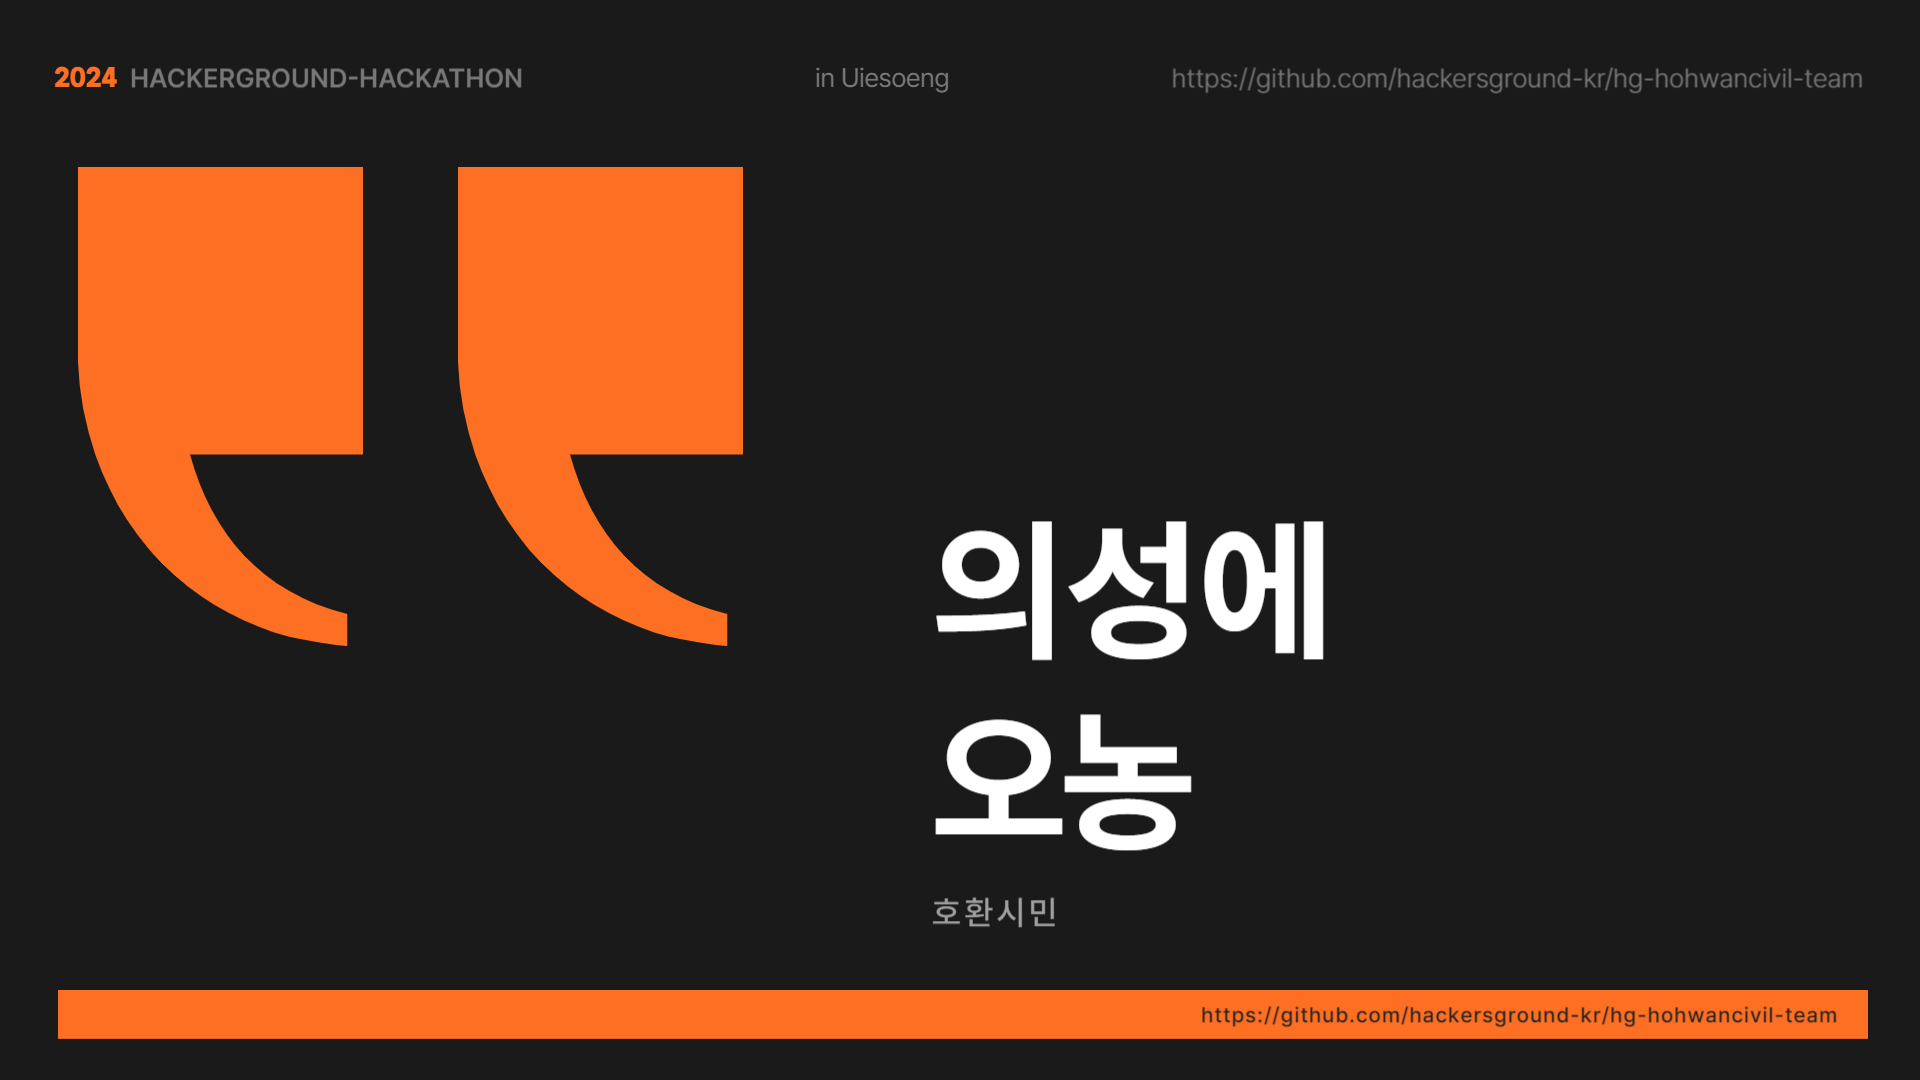 2024 HACKERGROUND-HACKATHON
in Uiesoeng
https://github.com/hackersground-kr/hg-hohwancivil-team
의성에
오농
호환시민
https://github.com/hackersground-kr/hg-hohwancivil-team